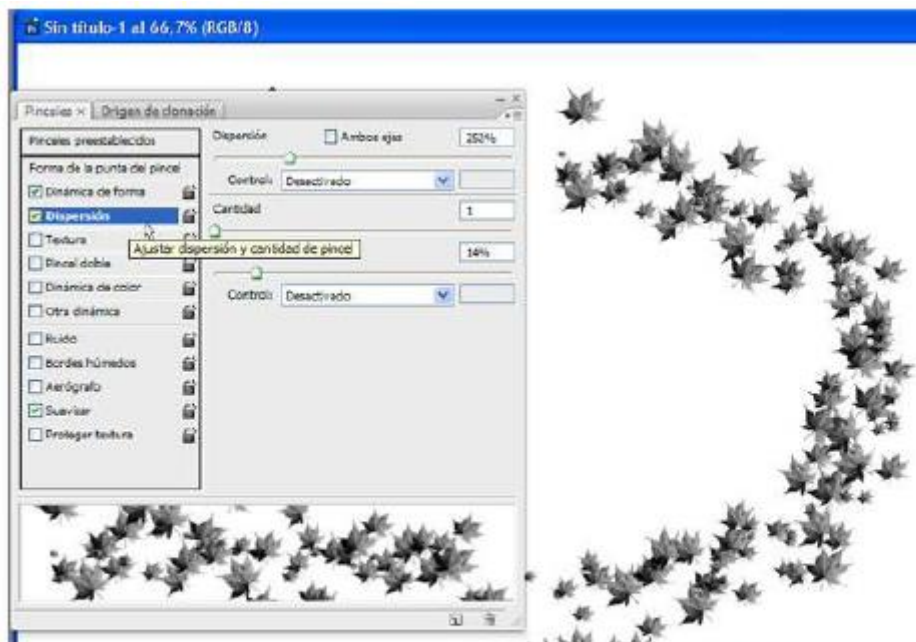 Sin título-1 al 66,7% (RGB/8)
Pinceles × Origen de clonación
Pinceles preestablecidos
Forma de la punta del pincel
Dinámica de forma
Dispersión
Textura
Pincel doble
Dinámica de color
Otra dinámica
Ruido
Bordes húmedos
Aerógrafo
Suavizar
Proteger textura
Dispersión Ambos ejes 252%
Control: Desactivado
Cantidad 1
Ajustar dispersión y cantidad de pincel
14%
Control: Desactivado